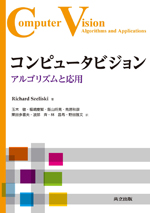 Computer Vision
Algorithms and Applications
コンピュータビジョン
アルゴリズムと応用
Richard Szeliski 著
共立出版